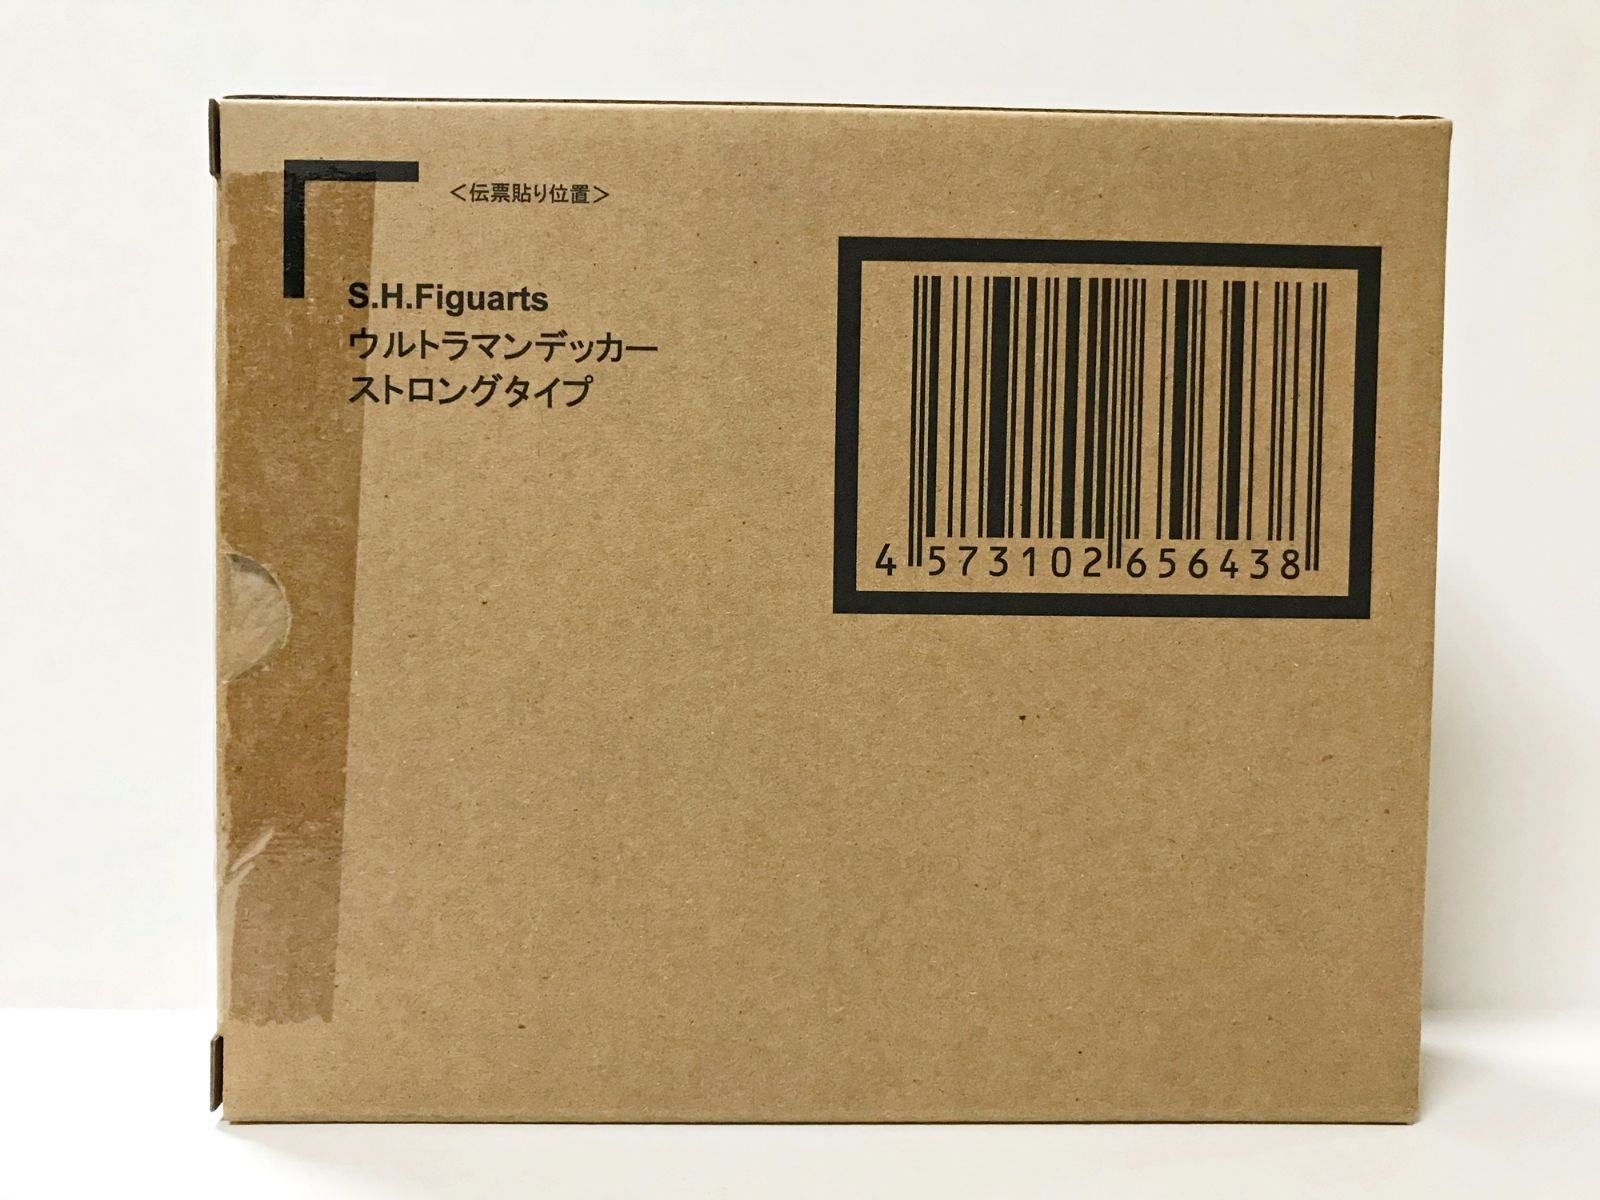 ＜伝票貼り位置＞
S.H.Figuarts
ウルトラマンデッカー
ストロングタイプ
4 573102 656438